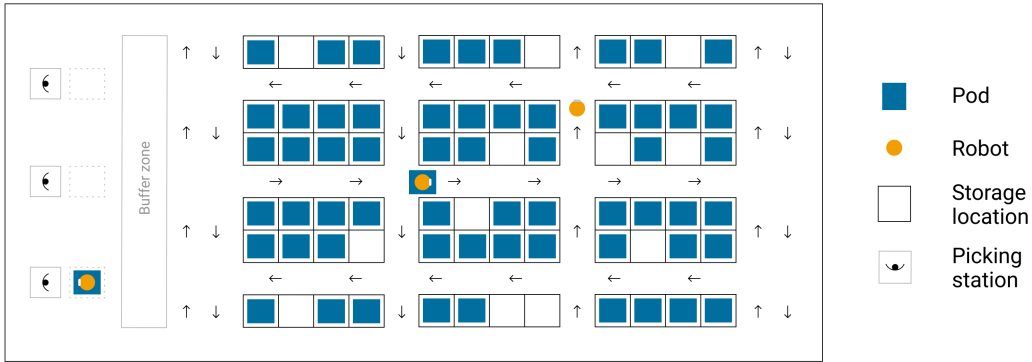 Buffer zone
Pod
Robot
Storage
location
Picking
station